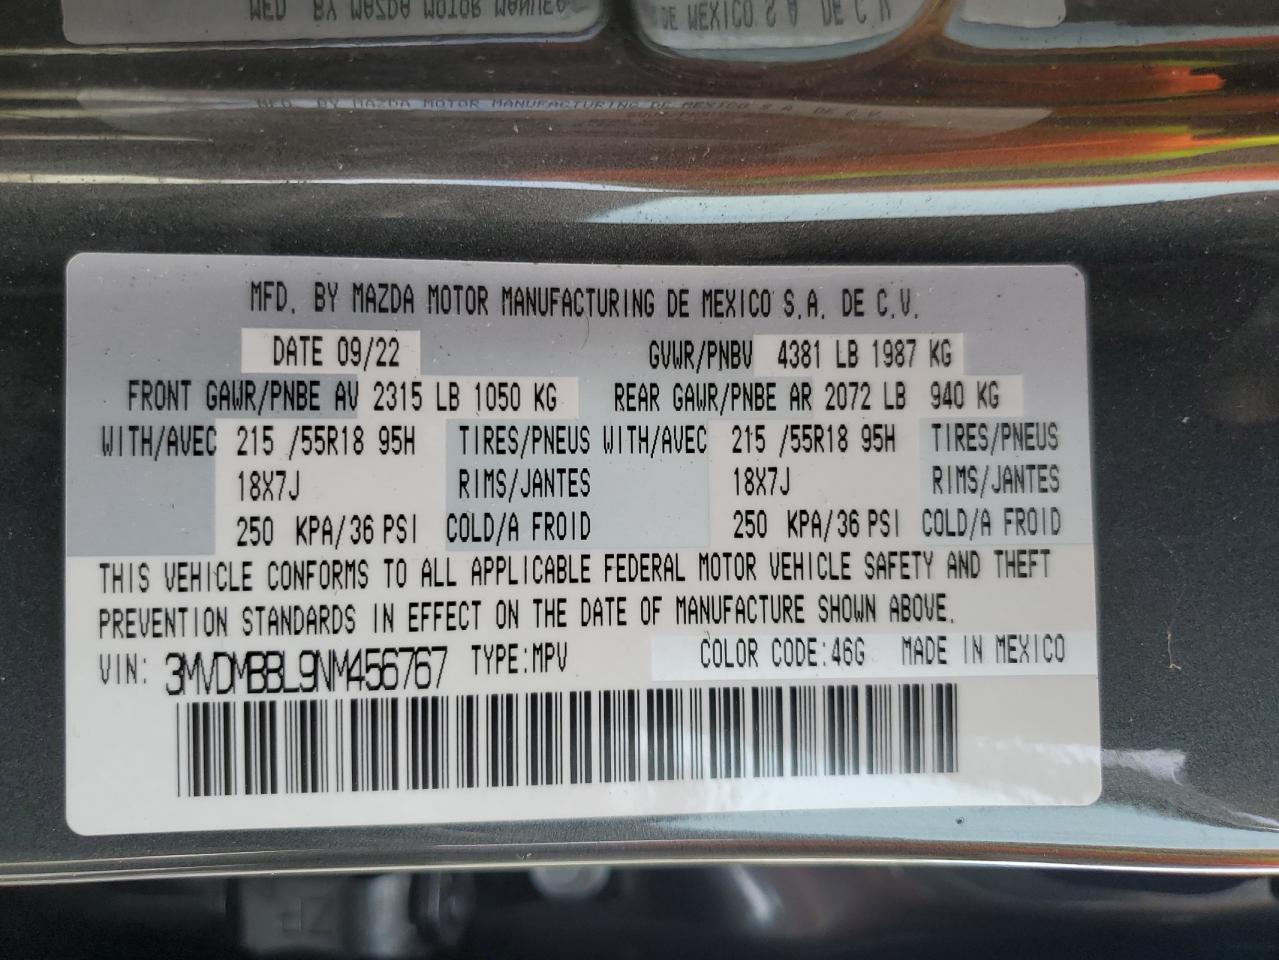 MFD. BY MAZDA MOTOR MANUFACTURING DE MEXICO S.A. DE C.V.
DATE 09/22 GVWR/PNBV 4381 LB 1987 KG
FRONT GAWR/PNBE AV 2315 LB 1050 KG REAR GAWR/PNBE AR 2072 LB 940 KG
WITH/AVEC 215 /55R18 95H TIRES/PNEUS WITH/AVEC 215 /55R18 95H TIRES/PNEUS
18X7J RIMS/JANTES 18X7J RIMS/JANTES
250 KPA/36 PSI COLD/A FROID 250 KPA/36 PSI COLD/A FROID
THIS VEHICLE CONFORMS TO ALL APPLICABLE FEDERAL MOTOR VEHICLE SAFETY AND THEFT
PREVENTION STANDARDS IN EFFECT ON THE DATE OF MANUFACTURE SHOWN ABOVE.
VIN: 3MVDMBBL9NM456767 TYPE:MPV COLOR CODE:46G MADE IN MEXICO